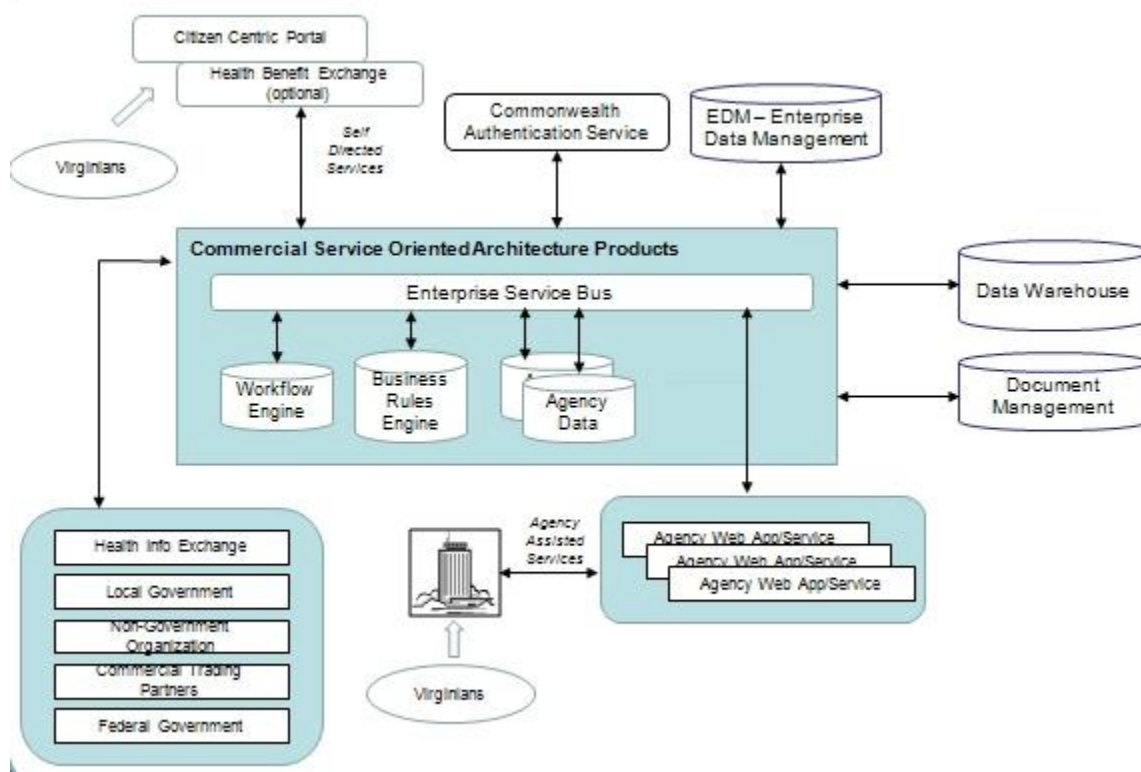 Citizen Centric Portal
Health Benefit Exchange
(optional)
Virginians
Self
Directed
Services
Commonwealth
Authentication Service
EDM – Enterprise
Data Management
Commercial Service Oriented Architecture Products
Enterprise Service Bus
Workflow
Engine
Business
Rules
Engine
Agency
Data
Data Warehouse
Document
Management
Health Info Exchange
Local Government
Non-Government
Organization
Commercial Trading
Partners
Federal Government
Agency
Assisted
Services
Virginians
Agency Web App/Service
Agency Web App/Service
Agency Web App/Service